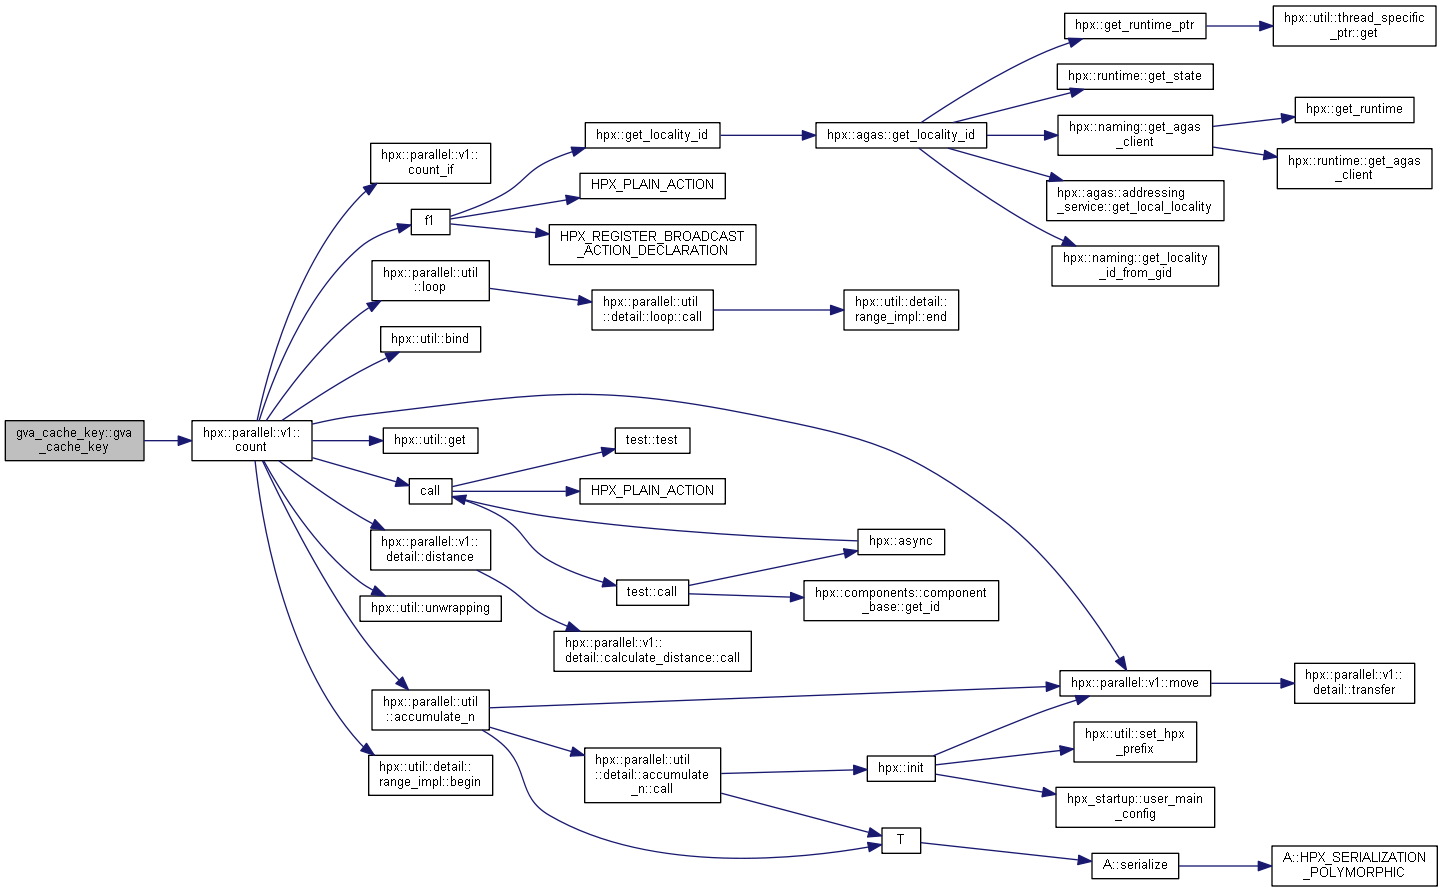 gva_cache_key::gva
_cache_key
hpx::parallel::v1::
count
hpx::parallel::v1::
count_if
f1
hpx::parallel::util
::loop
hpx::util::bind
hpx::util::get
call
hpx::parallel::v1::
detail::distance
hpx::util::unwrapping
hpx::parallel::util
::accumulate_n
hpx::util::detail::
range_impl::begin
hpx::get_locality_id
HPX_PLAIN_ACTION
HPX_REGISTER_BROADCAST
_ACTION_DECLARATION
hpx::parallel::util
::detail::loop::call
test::test
HPX_PLAIN_ACTION
test::call
hpx::parallel::v1::
detail::calculate_distance::call
hpx::parallel::util
::detail::accumulate
_n::call
hpx::agas::get_locality_id
hpx::util::detail::
range_impl::end
hpx::async
hpx::components::component
_base::get_id
hpx::init
T
hpx::get_runtime_ptr
hpx::runtime::get_state
hpx::naming::get_agas
_client
hpx::agas::addressing
_service::get_local_locality
hpx::naming::get_locality
_id_from_gid
hpx::parallel::v1::move
hpx::util::set_hpx
_prefix
hpx_startup::user_main
_config
A::serialize
hpx::util::thread_specific
_ptr::get
hpx::get_runtime
hpx::runtime::get_agas
_client
hpx::parallel::v1::
detail::transfer
A::HPX_SERIALIZATION
_POLYMORPHIC